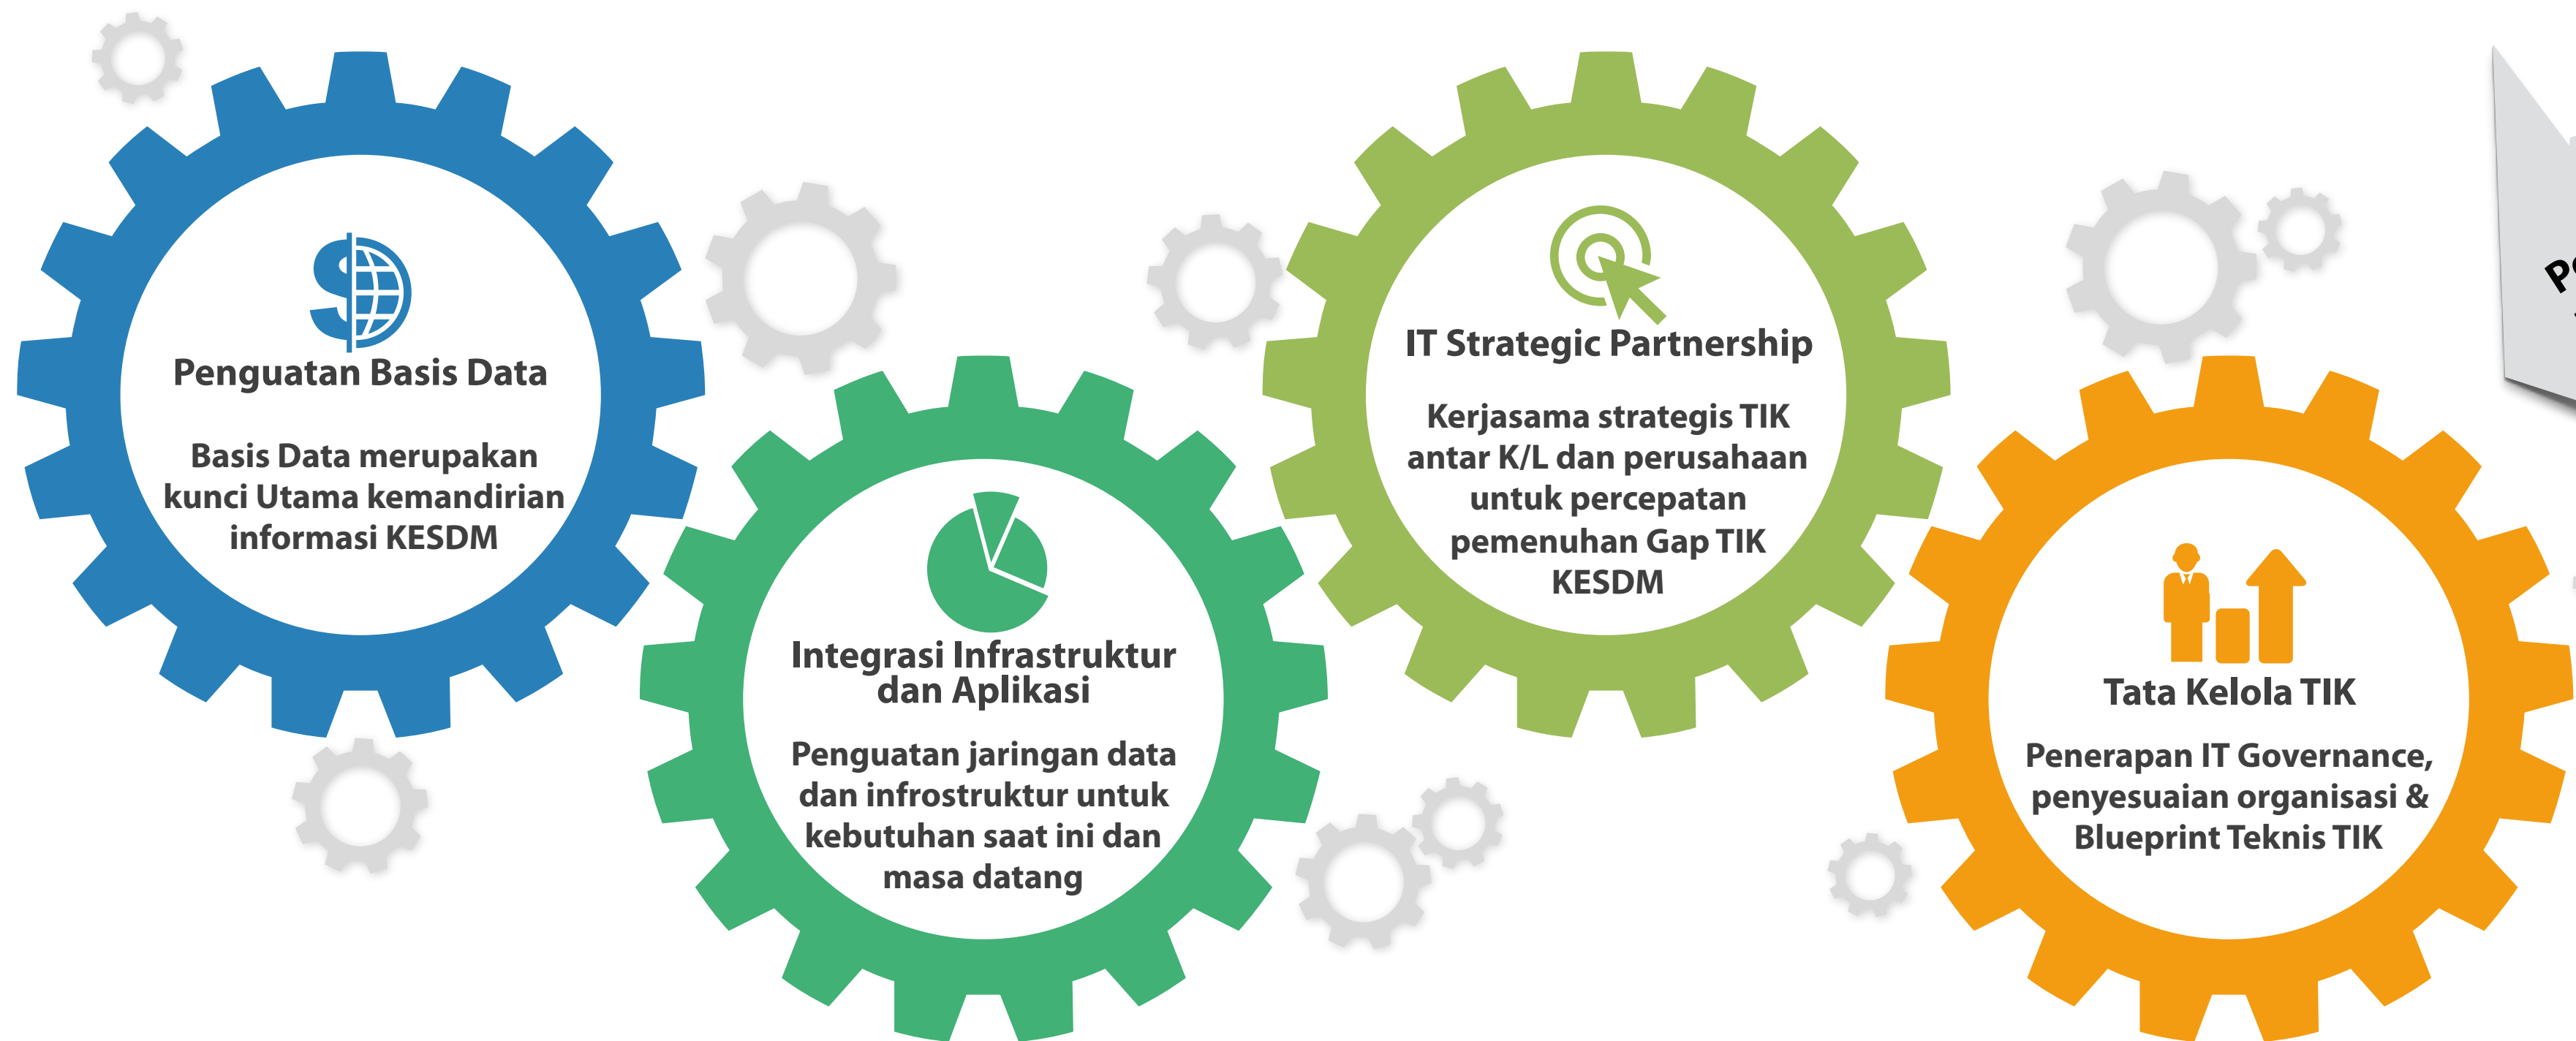 Penguatan Basis Data
Basis Data merupakan
kunci Utama kemandirian
informasi KESDM
Integrasi Infrastruktur
dan Aplikasi
Penguatan jaringan data
dan infrostruktur untuk
kebutuhan saat ini dan
masa datang
IT Strategic Partnership
Kerjasama strategis TIK
antar K/L dan perusahaan
untuk percepatan
pemenuhan Gap TIK
KESDM
Tata Kelola TIK
Penerapan IT Governance,
penyesuaian organisasi &
Blueprint Teknis TIK